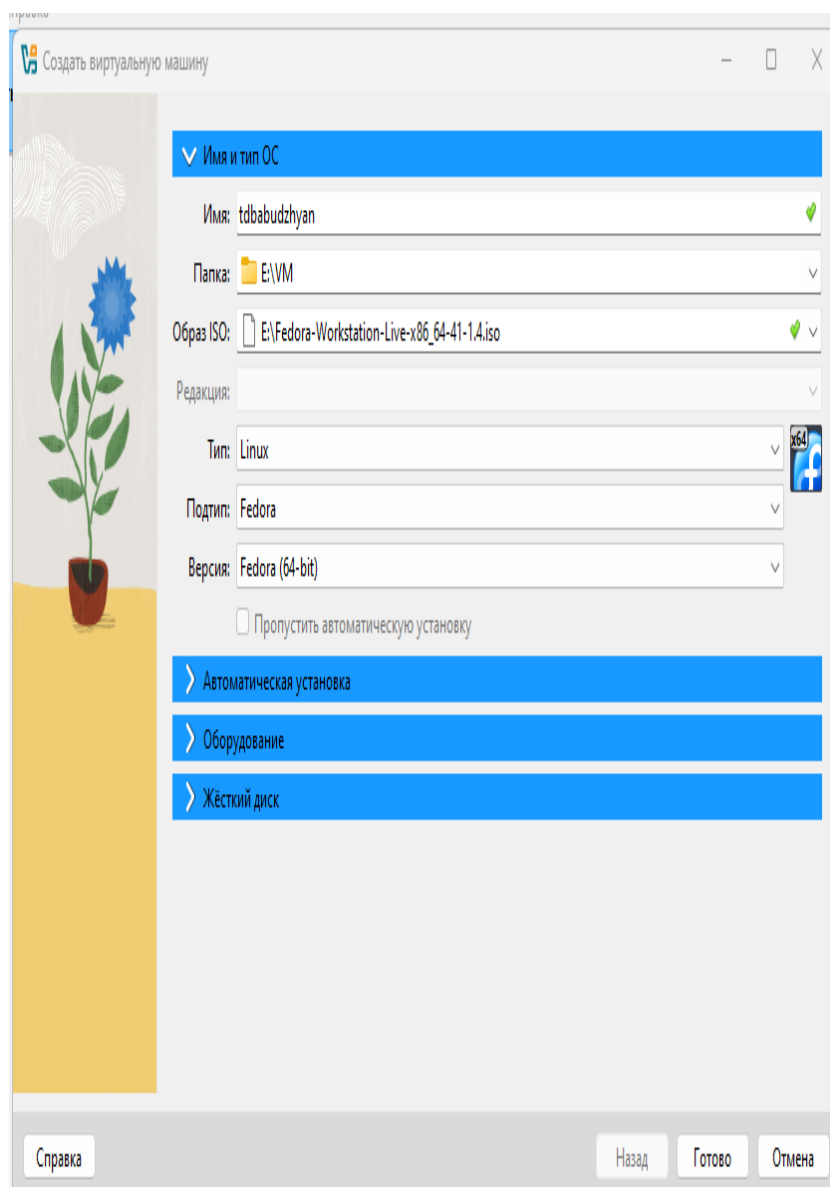 Создать виртуальную машину
Имя и тип ОС
Имя: tdbabudzhyan
Папка: E:\VM
Образ ISO: E:\Fedora-Workstation-Live-x86_64-41-1.4.iso
Редакция:
Тип: Linux
x64
Подтип: Fedora
Версия: Fedora (64-bit)
Пропустить автоматическую установку
Автоматическая установка
Оборудование
Жёсткий диск
Справка Назад Готово Отмена